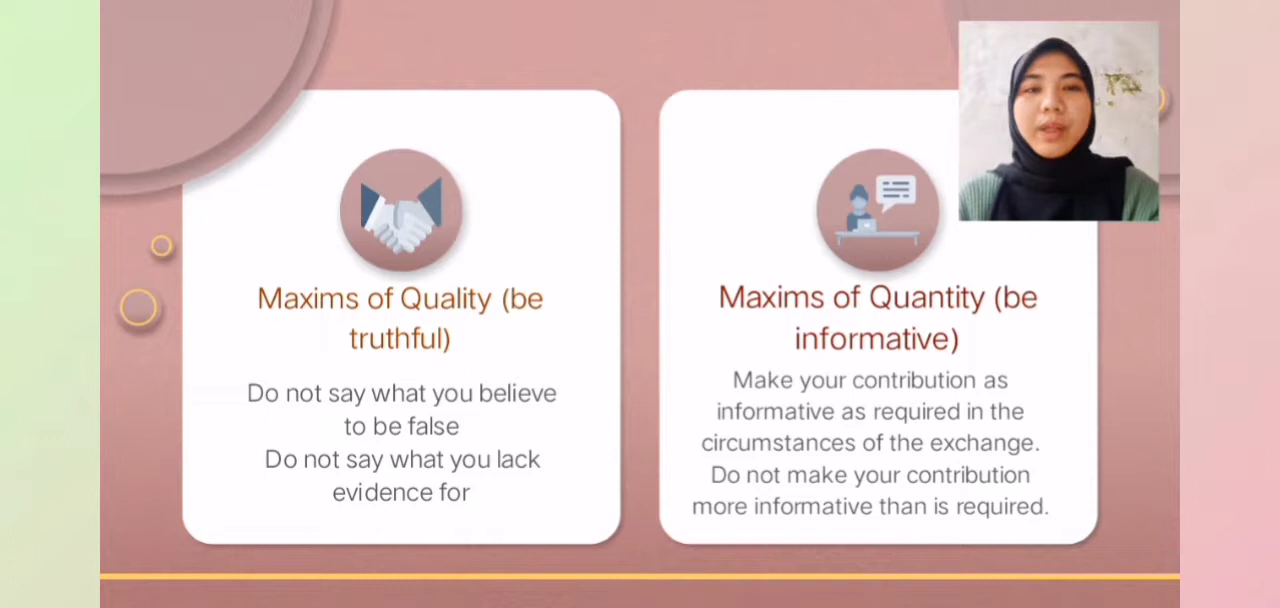 Maxims of Quality (be
truthful)
Do not say what you believe
to be false
Do not say what you lack
evidence for
Maxims of Quantity (be
informative)
Make your contribution as
informative as required in the
circumstances of the exchange.
Do not make your contribution
more informative than is required.